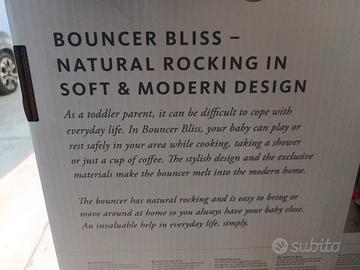 BOUNCER BLISS –
NATURAL ROCKING IN
SOFT & MODERN DESIGN
As a toddler parent, it can be difficult to cope with
everyday life. In Bouncer Bliss, your baby can play or
rest safely in your area while cooking, taking a shower
or just a cup of coffee. The stylish design and the exclusive
materials make the bouncer melt into the modern home.
The bouncer has natural rocking and is easy to bring or
move around at home so you always have your baby close.
An invaluable help in everyday life, simply.
subito